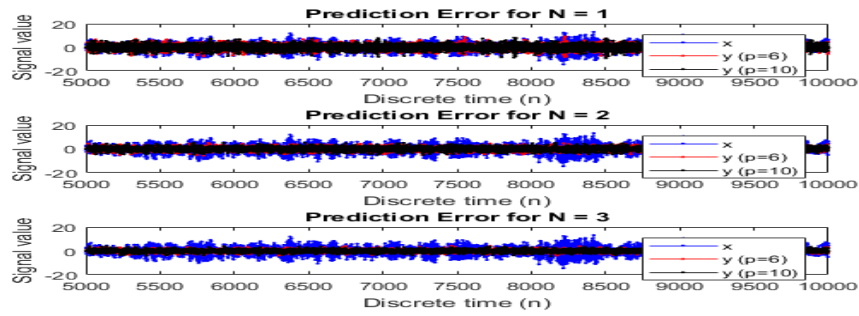 Prediction Error for N = 1
Signal value
20
0
-20
x
y (p=6)
y (p=10)
5000 5500 6000 6500 7000 7500 8000 8500 9000 9500 10000
Discrete time (n)
Prediction Error for N = 2
Signal value
20
0
-20
x
y (p=6)
y (p=10)
5000 5500 6000 6500 7000 7500 8000 8500 9000 9500 10000
Discrete time (n)
Prediction Error for N = 3
Signal value
20
0
-20
x
y (p=6)
y (p=10)
5000 5500 6000 6500 7000 7500 8000 8500 9000 9500 10000
Discrete time (n)